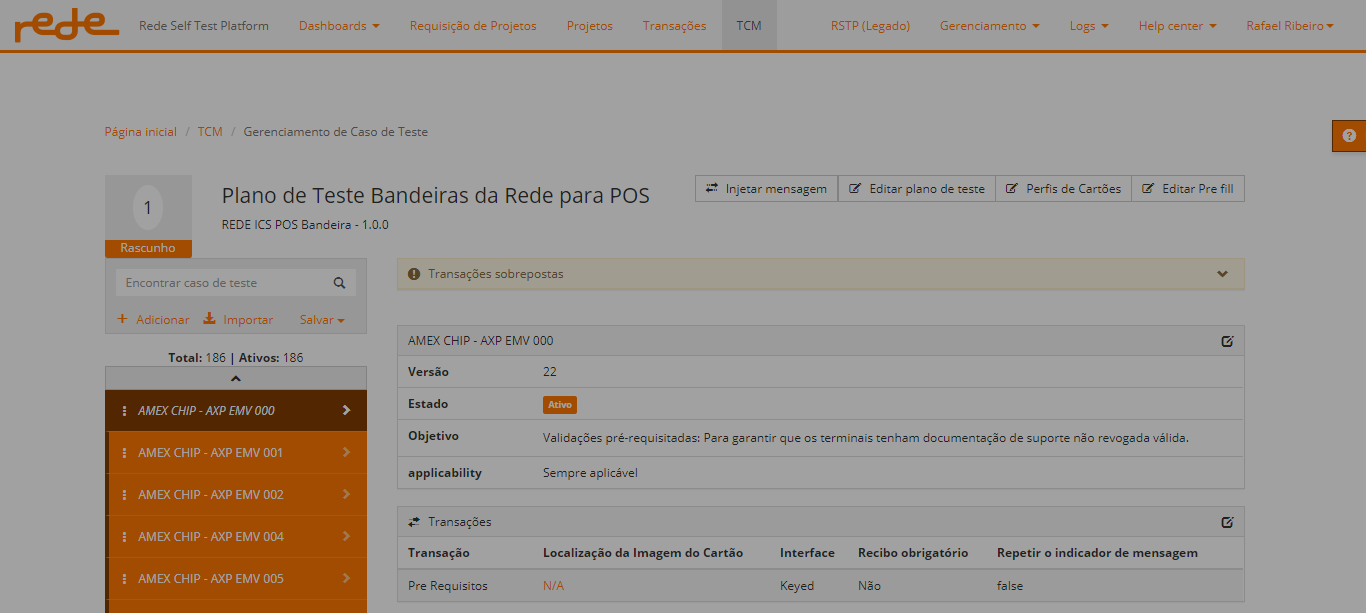 rede Rede Self Test Platform Dashboards Requisição de Projetos Projetos Transações TCM RSTP (Legado) Gerenciamento Logs Help center Rafael Ribeiro
Página inicial / TCM / Gerenciamento de Caso de Teste
?
1
Rascunho
Plano de Teste Bandeiras da Rede para POS
REDE ICS POS Bandeira - 1.0.0
Injetar mensagem Editar plano de teste Perfis de Cartões Editar Pre fill
Encontrar caso de teste
+ Adicionar Importar Salvar
Total: 186 | Ativos: 186
AMEX CHIP - AXP EMV 000
AMEX CHIP - AXP EMV 001
AMEX CHIP - AXP EMV 002
AMEX CHIP - AXP EMV 004
AMEX CHIP - AXP EMV 005
Transações sobrepostas
AMEX CHIP - AXP EMV 000
Versão 22
Estado Ativo
Objetivo Validações pré-requisitadas: Para garantir que os terminais tenham documentação de suporte não revogada válida.
applicability Sempre aplicável
Transações
Transação Localização da Imagem do Cartão Interface Recibo obrigatório Repetir o indicador de mensagem
Pre Requisitos N/A Keyed Não false